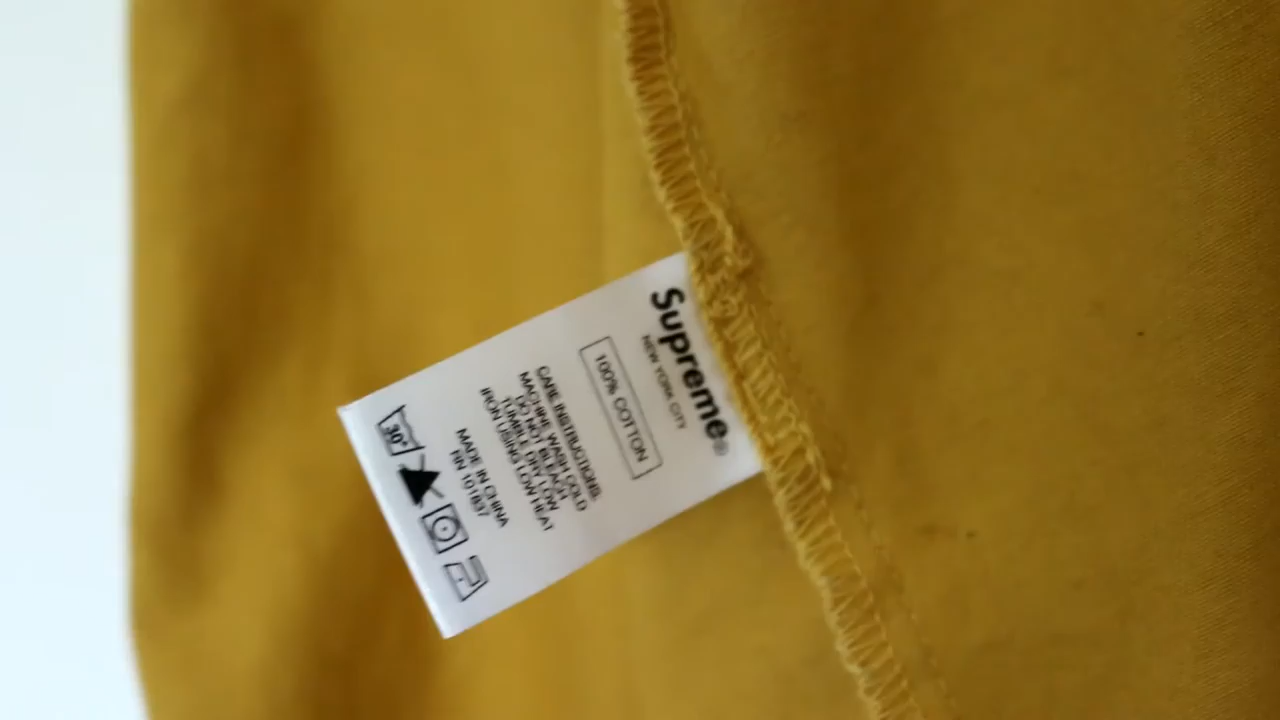 Supreme®
NEW YORK CITY
100% COTTON
CARE INSTRUCTIONS:
MACHINE WASH COLD
DO NOT BLEACH
TUMBLE DRY LOW
IRON USING LOW HEAT
MADE IN CHINA
RN 101837
30°